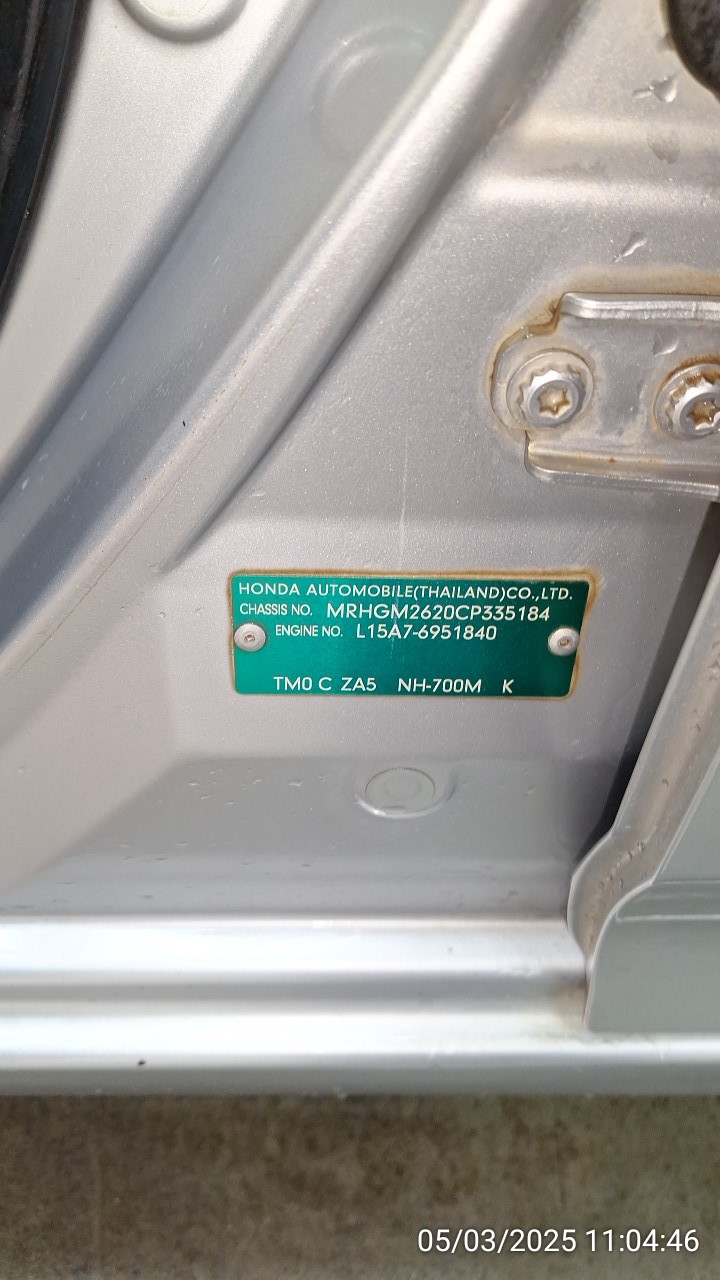 HONDA AUTOMOBILE(THAILAND)CO.,LTD.
CHASSIS NO. MRHGM2620CP335184
ENGINE NO. L15A7-6951840
TM0 C ZA5 NH-700M K
05/03/2025 11:04:46